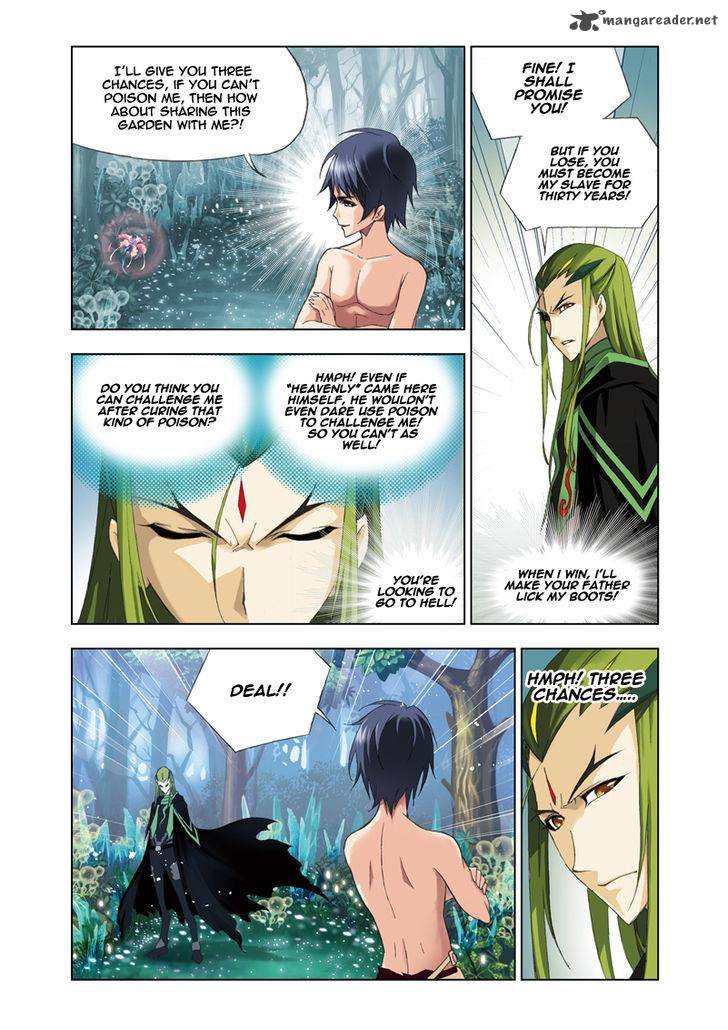 mangareader.net
I'LL GIVE YOU THREE
CHANCES, IF YOU CAN'T
POISON ME, THEN HOW
ABOUT SHARING THIS
GARDEN WITH ME?!
FINE! I
SHALL
PROMISE
YOU!
BUT IF YOU
LOSE, YOU
MUST BECOME
MY SLAVE FOR
THIRTY YEARS!
DO YOU THINK YOU
CAN CHALLENGE ME
AFTER CURING THAT
KIND OF POISON?
HMPH! EVEN IF
"HEAVENLY" CAME HERE
HIMSELF, HE WOULDN'T
EVEN DARE USE POISON
TO CHALLENGE ME!
SO YOU CAN'T AS
WELL!
YOU'RE
LOOKING TO
GO TO HELL!
WHEN I WIN, I'LL
MAKE YOUR FATHER
LICK MY BOOTS!
DEAL!!
HMPH! THREE
CHANCES.....